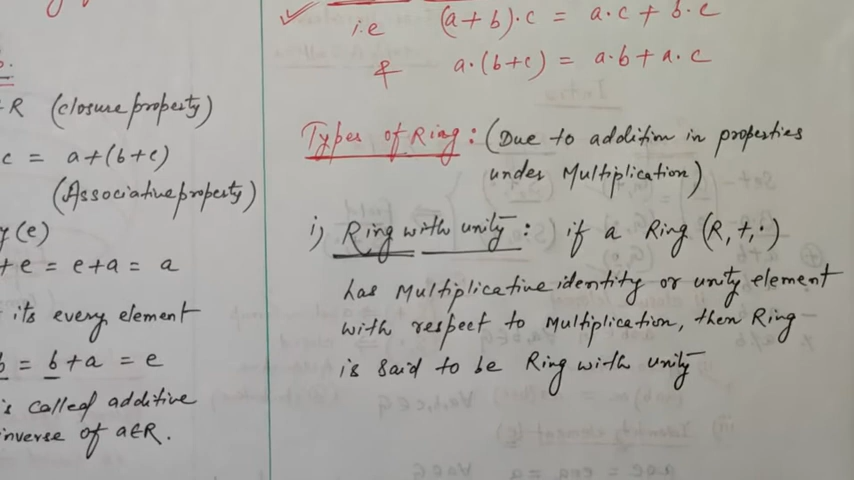 b.
R (closure property)
c = a+(b+c)
(Associative property)
y (e)
+ e = e+a = a
its every element
b = b+a = e
is called additive
inverse of a∈R.
i.e (a+b)·c = a·c + b·c
& a·(b+c) = a·b + a·c
Types of Ring: (Due to addition in properties
under Multiplication)
i) Ring with unity: if a Ring (R, +, ·)
has Multiplicative identity or unity element
with respect to Multiplication, then Ring
is said to be Ring with unity